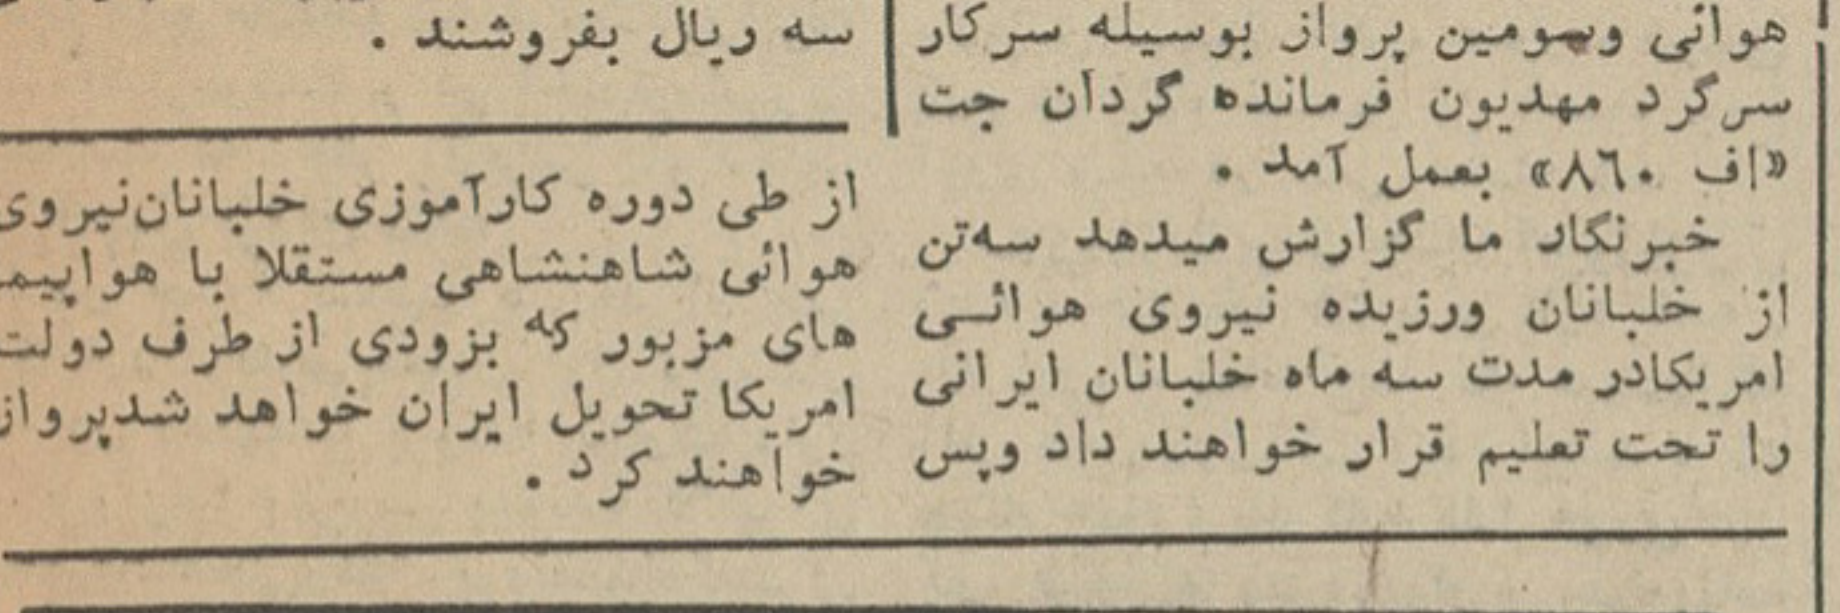 هوائی وسومین پرواز بوسیله سرکار
سرگرد مهدیون فرمانده گردان جت
«اف ۸٦۰» بعمل آمد .
خبرنگار ما گزارش میدهد سه‌تن
از خلبانان ورزیده نیروی هوائی
امریکادر مدت سه ماه خلبانان ایرانی
را تحت تعلیم قرار خواهند داد وپس
سه ریال بفروشند .
از طی دوره کارآموزی خلبانان‌نیروی
هوائی شاهنشاهی مستقلا با هواپیما
های مزبور که بزودی از طرف دولت
امریکا تحویل ایران خواهد شدپرواز
خواهند کرد .